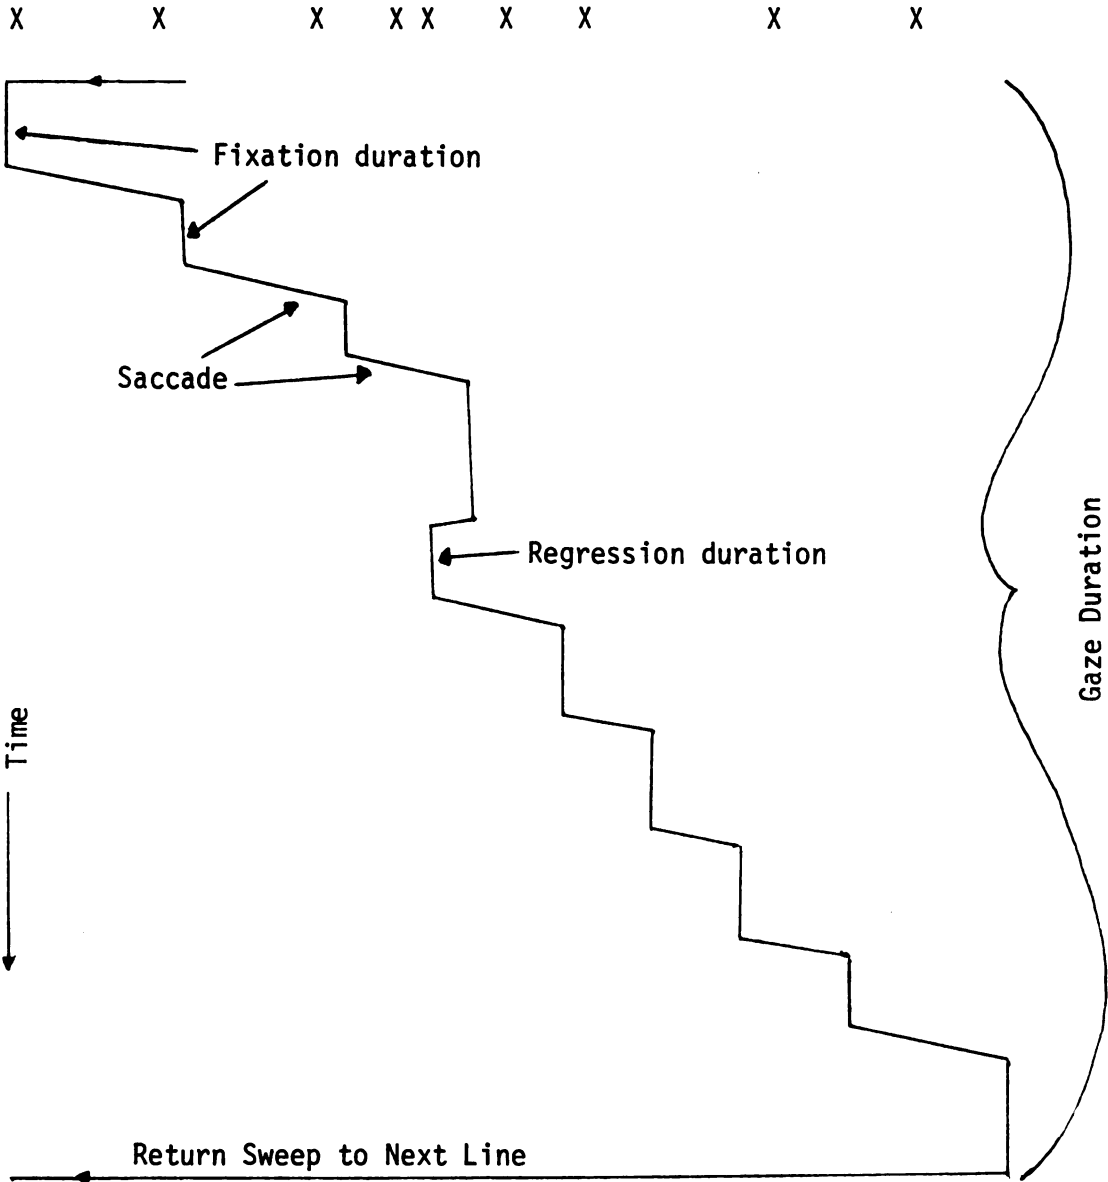 X X X X X X X X X
Fixation duration
Saccade
Regression duration
Gaze Duration
Time
Return Sweep to Next Line